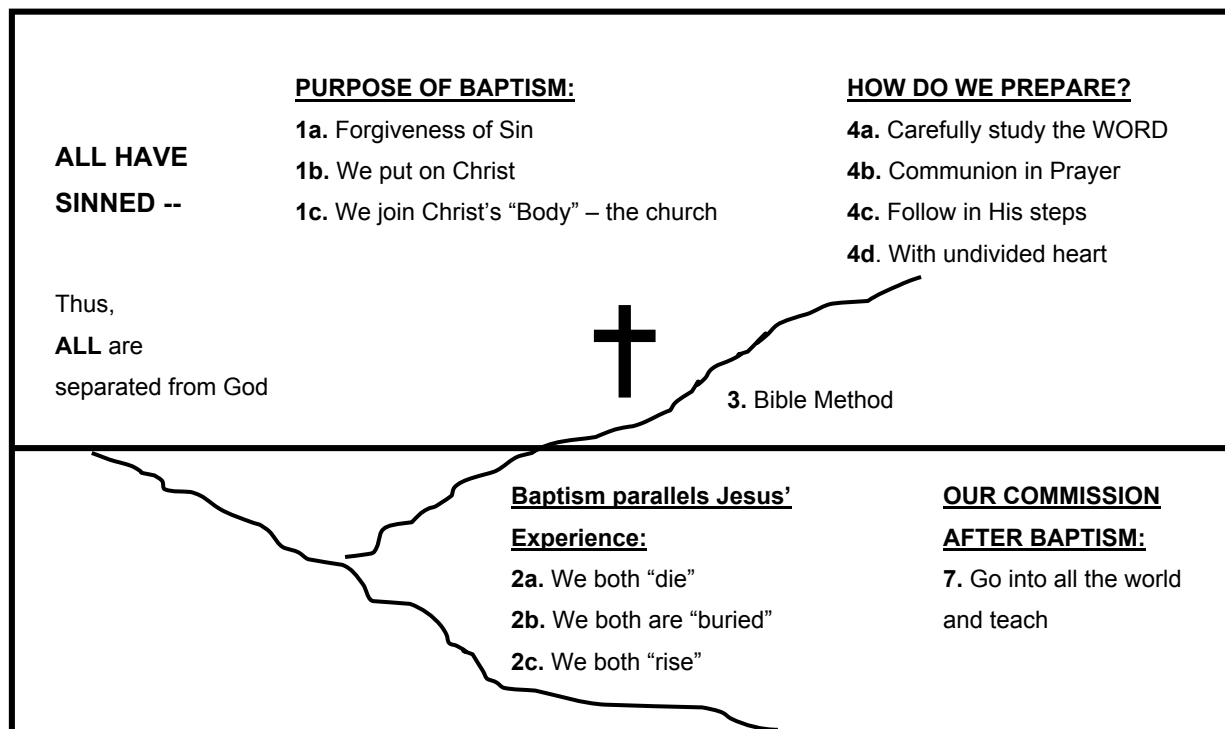 ALL HAVE
SINNED --
Thus,
ALL are
separated from God
PURPOSE OF BAPTISM:
1a. Forgiveness of Sin
1b. We put on Christ
1c. We join Christ’s “Body” – the church
HOW DO WE PREPARE?
4a. Carefully study the WORD
4b. Communion in Prayer
4c. Follow in His steps
4d. With undivided heart
3. Bible Method
Baptism parallels Jesus’
Experience:
2a. We both “die”
2b. We both are “buried”
2c. We both “rise”
OUR COMMISSION
AFTER BAPTISM:
7. Go into all the world
and teach